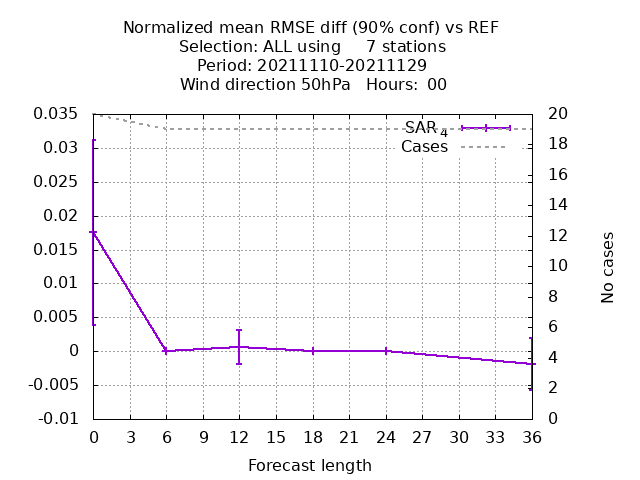 Normalized mean RMSE diff (90% conf) vs REF
Selection: ALL using     7 stations
Period: 20211110-20211129
Wind direction 50hPa   Hours:  00
0.035
0.03
0.025
0.02
0.015
0.01
0.005
0
-0.005
-0.01
20
18
16
14
12
10
8
6
4
2
0
No cases
SAR4
Cases
0 3 6 9 12 15 18 21 24 27 30 33 36
Forecast length